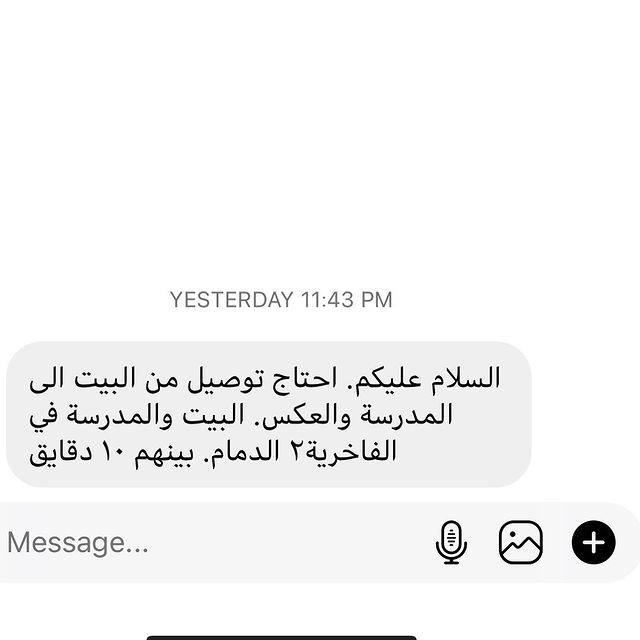 YESTERDAY 11:43 PM
السلام عليكم. احتاج توصيل من البيت الى
المدرسة والعكس. البيت والمدرسة في
الفاخرية٢ الدمام. بينهم ١٠ دقايق
Message...